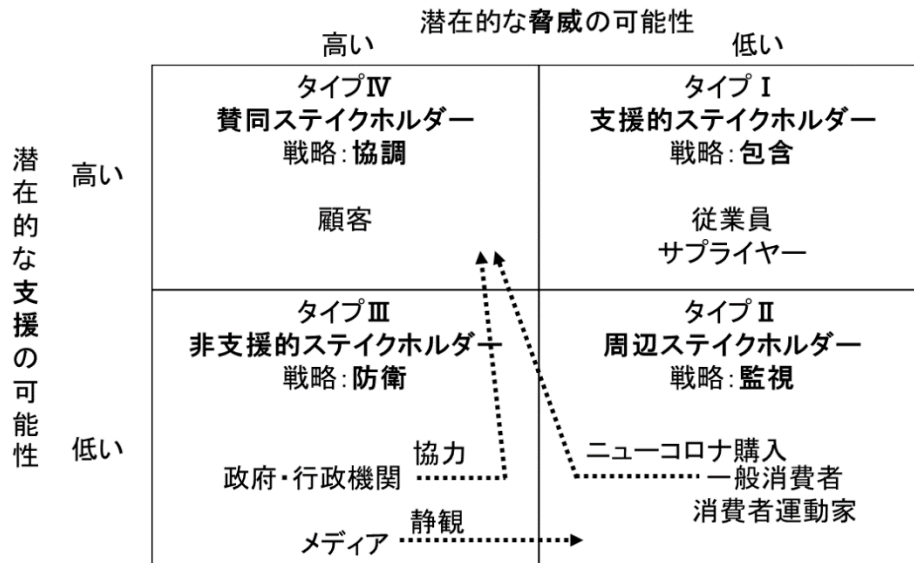 潜在的な脅威の可能性
高い
低い
潜在的な支援の可能性
高い
タイプⅣ
賛同ステイクホルダー
戦略：協調
顧客
タイプⅠ
支援的ステイクホルダー
戦略：包含
従業員
サプライヤー
低い
タイプⅢ
非支援的ステイクホルダー
戦略：防衛
協力
政府・行政機関
静観
メディア
タイプⅡ
周辺ステイクホルダー
戦略：監視
ニューコロナ購入
一般消費者
消費者運動家